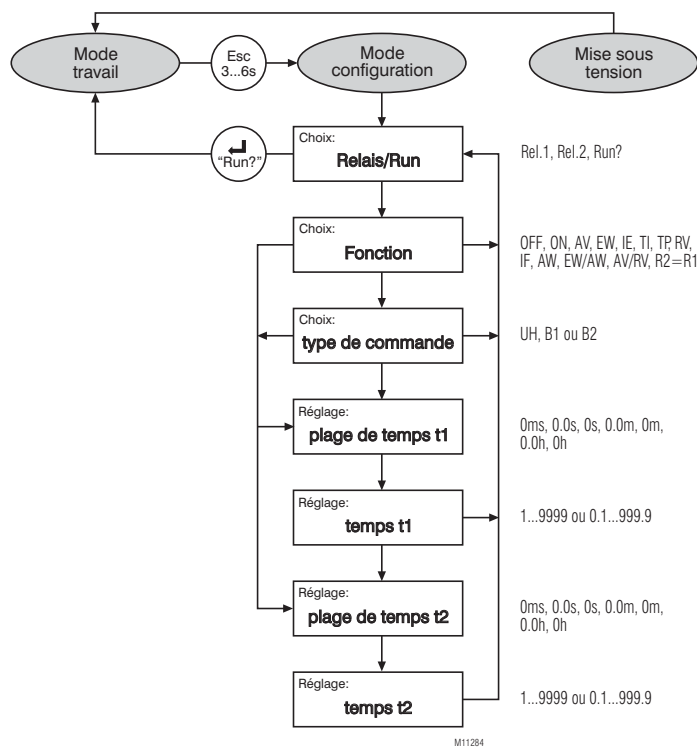 Mode
travail
Esc
3...6s
Mode
configuration
Mise sous
tension
"Run?"
Choix:
Relais/Run
Rel.1, Rel.2, Run?
Choix:
Fonction
OFF, ON, AV, EW, IE, TI, TP, RV,
IF, AW, EW/AW, AV/RV, R2=R1
Choix:
type de commande
UH, B1 ou B2
Réglage:
plage de temps t1
0ms, 0.0s, 0s, 0.0m, 0m,
0.0h, 0h
Réglage:
temps t1
1...9999 ou 0.1...999.9
Réglage:
plage de temps t2
0ms, 0.0s, 0s, 0.0m, 0m,
0.0h, 0h
Réglage:
temps t2
1...9999 ou 0.1...999.9
M11284